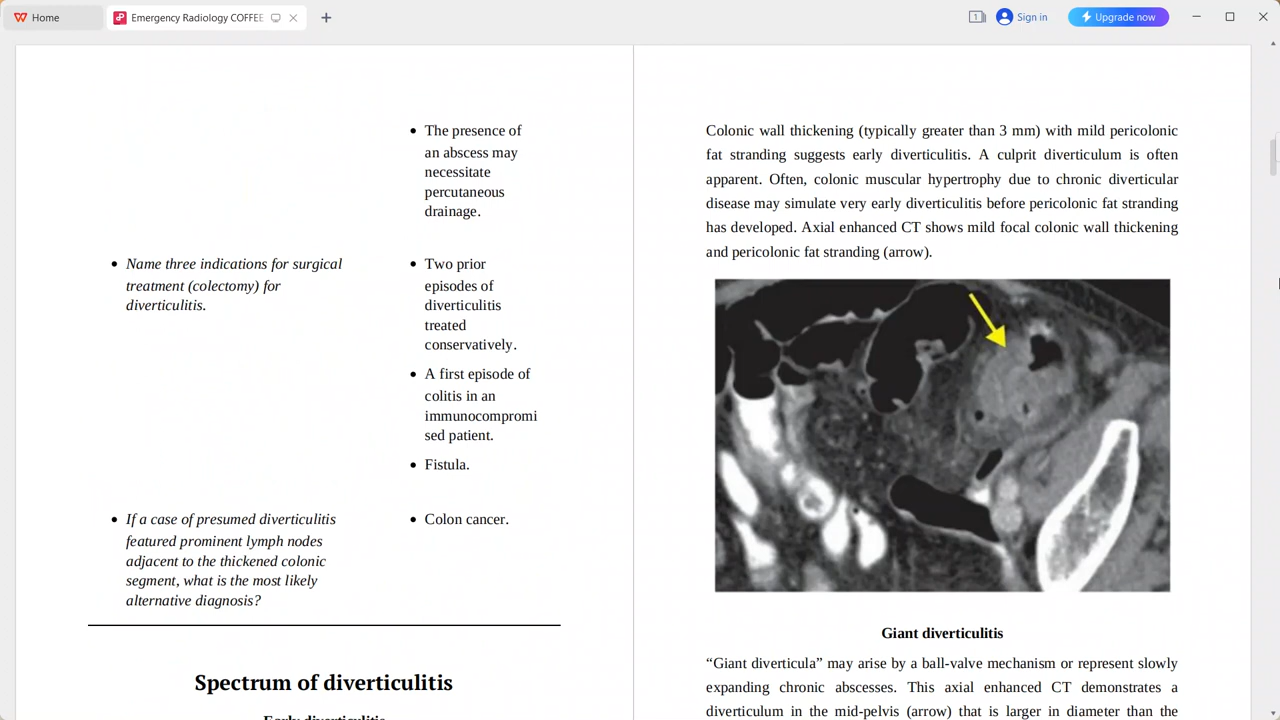 Home
Emergency Radiology COFFEE
1
Sign in
Upgrade now
The presence of
an abscess may
necessitate
percutaneous
drainage.
Name three indications for surgical
treatment (colectomy) for
diverticulitis.
Two prior
episodes of
diverticulitis
treated
conservatively.
A first episode of
colitis in an
immunocompromi
sed patient.
Fistula.
If a case of presumed diverticulitis
featured prominent lymph nodes
adjacent to the thickened colonic
segment, what is the most likely
alternative diagnosis?
Colon cancer.
Spectrum of diverticulitis
Early diverticulitis
Colonic wall thickening (typically greater than 3 mm) with mild pericolonic
fat stranding suggests early diverticulitis. A culprit diverticulum is often
apparent. Often, colonic muscular hypertrophy due to chronic diverticular
disease may simulate very early diverticulitis before pericolonic fat stranding
has developed. Axial enhanced CT shows mild focal colonic wall thickening
and pericolonic fat stranding (arrow).
Giant diverticulitis
“Giant diverticula” may arise by a ball-valve mechanism or represent slowly
expanding chronic abscesses. This axial enhanced CT demonstrates a
diverticulum in the mid-pelvis (arrow) that is larger in diameter than the